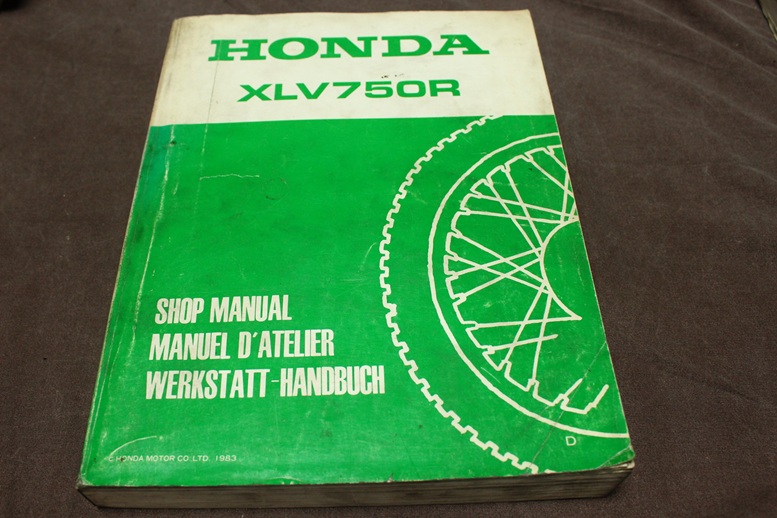 HONDA
XLV750R
SHOP MANUAL
MANUEL D'ATELIER
WERKSTATT-HANDBUCH
© HONDA MOTOR CO.,LTD. 1983
D